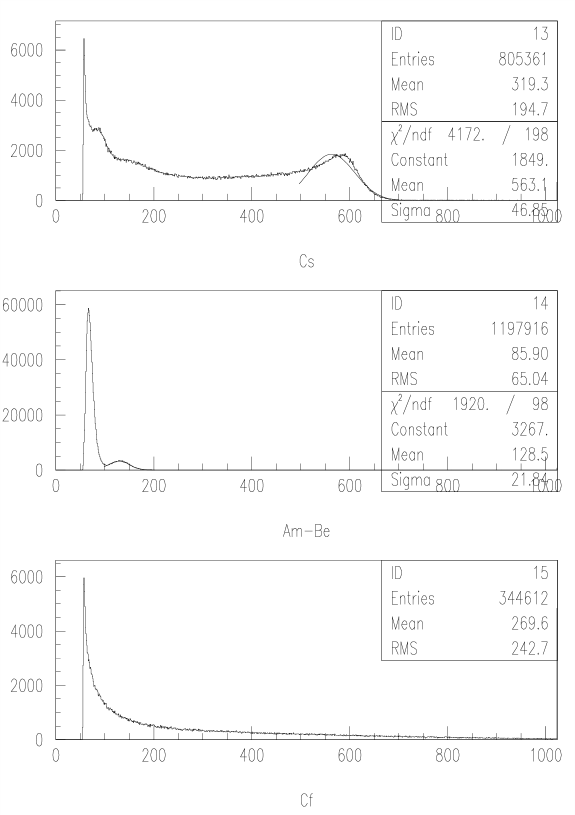 ID 13
Entries 805361
Mean 319.3
RMS 194.7
χ²/ndf 4172. / 198
Constant 1849.
Mean 563.1
Sigma 46.85
6000
4000
2000
0
0 200 400 600 800 1000
Cs
ID 14
Entries 1197916
Mean 85.90
RMS 65.04
χ²/ndf 1920. / 98
Constant 3267.
Mean 128.5
Sigma 21.84
60000
40000
20000
0
0 200 400 600 800 1000
Am-Be
ID 15
Entries 344612
Mean 269.6
RMS 242.7
6000
4000
2000
0
0 200 400 600 800 1000
Cf